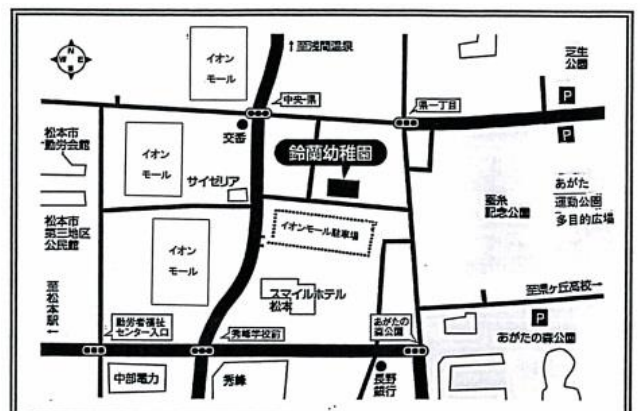 N
W
E
S
イオン
モール
↑至浅間温泉
芝生
公園
中央・県
県一丁目
P
P
交番
松本市
勤労会館
鈴蘭幼稚園
イオン
モール
サイゼリア
あがた
運動公園
多目的広場
蚕糸
記念公園
松本市
第三地区
公民館
イオンモール駐車場
イオン
モール
至松本駅←
スマイルホテル
松本
至県ヶ丘高校→
勤労者福祉
センター入口
秀峰学校前
あがたの
森公園
P
あがたの森公園
中部電力
秀峰
長野
銀行